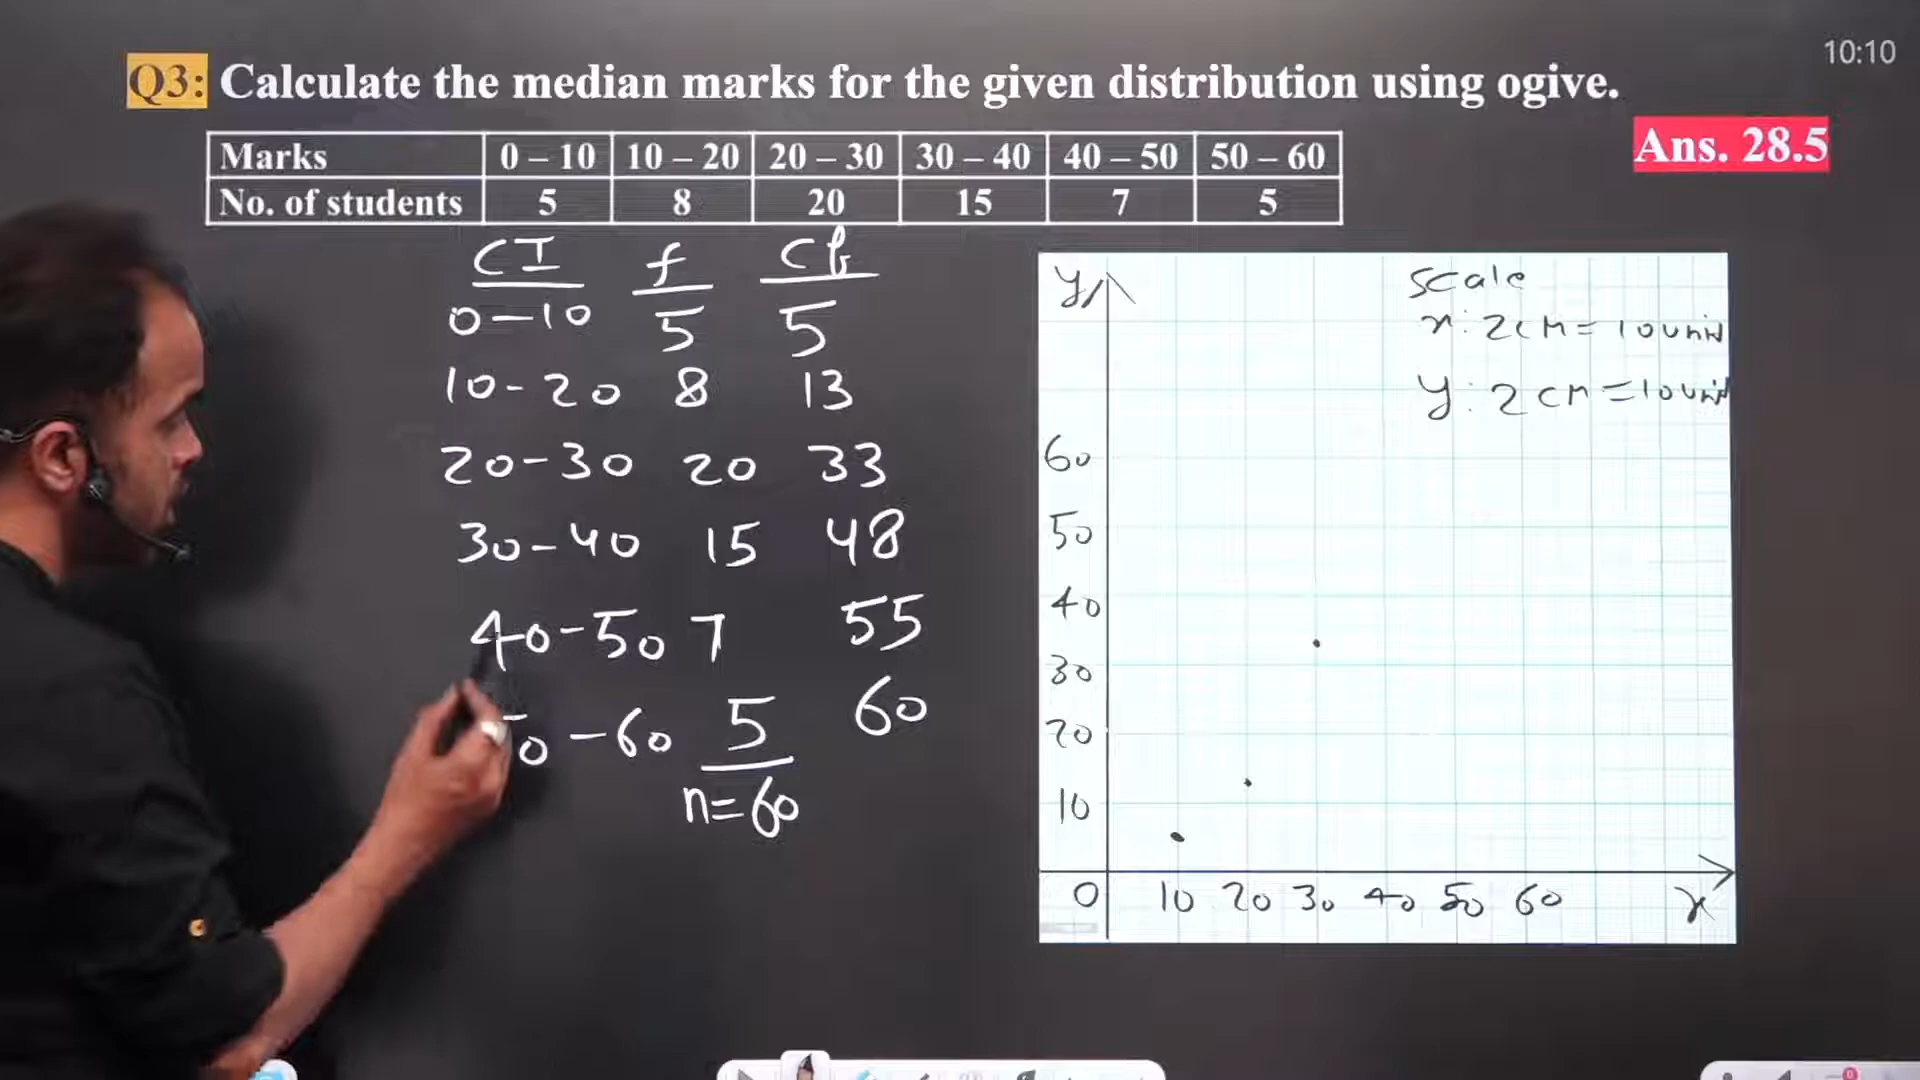 10:10
Q3: Calculate the median marks for the given distribution using ogive.
Ans. 28.5
Marks 0 – 10 10 – 20 20 – 30 30 – 40 40 – 50 50 – 60
No. of students 5 8 20 15 7 5
CI f cf
0-10 5 5
10-20 8 13
20-30 20 33
30-40 15 48
40-50 7 55
50-60 5 60
n=60
y
scale
x: 2cm = 10 unit
y: 2cm = 10 unit
60
50
40
30
20
10
0 10 20 30 40 50 60 x